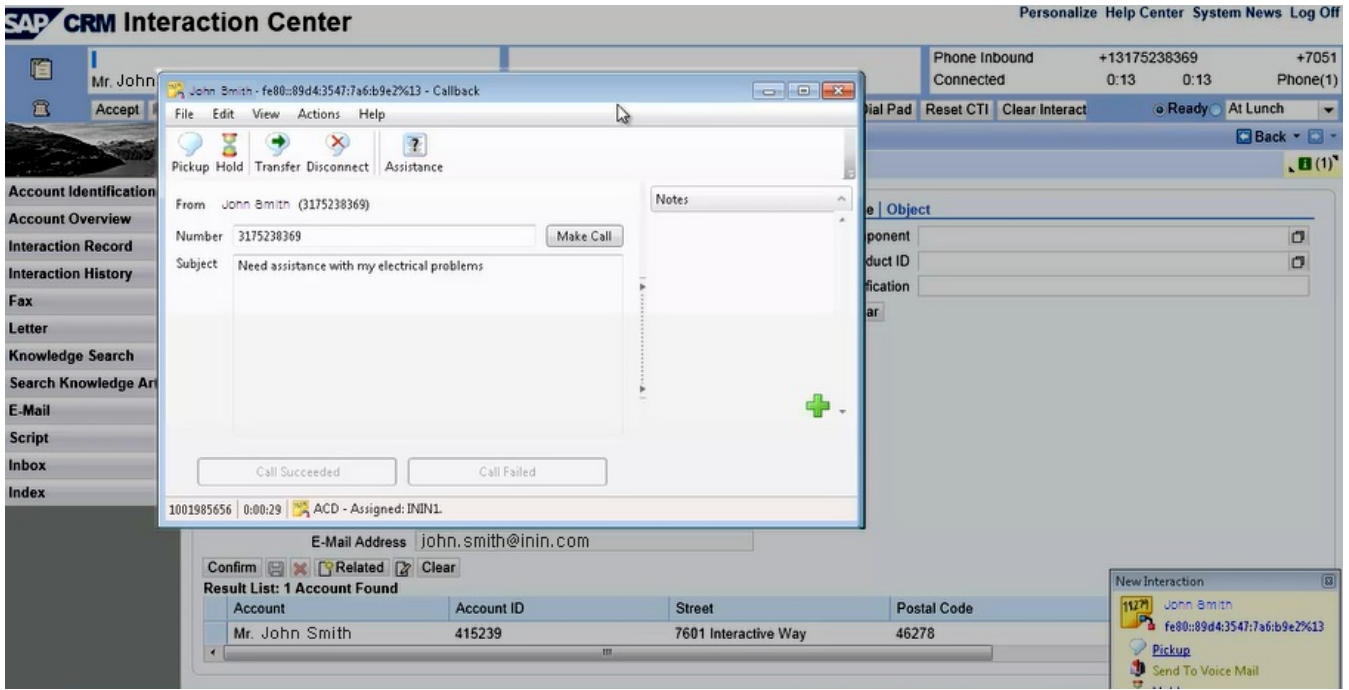 SAP CRM Interaction Center
Personalize Help Center System News Log Off
Mr. John
Phone Inbound +13175238369 +7051
Connected 0:13 0:13 Phone(1)
Accept
Dial Pad Reset CTI Clear Interact Ready At Lunch
Back
(1)
Account Identification
Account Overview
Interaction Record
Interaction History
Fax
Letter
Knowledge Search
Search Knowledge Art
E-Mail
Script
Inbox
Index
John Smith - fe80::89d4:3547:7a6:b9e2%13 - Callback
File Edit View Actions Help
Pickup Hold Transfer Disconnect Assistance
From John Smith (3175238369)
Number 3175238369 Make Call
Subject Need assistance with my electrical problems
Notes
Call Succeeded Call Failed
1001985656 0:00:29 ACD - Assigned: ININ1.
e | Object
ponent
duct ID
fication
ar
E-Mail Address john.smith@inin.com
Confirm Related Clear
Result List: 1 Account Found
Account Account ID Street Postal Code
Mr. John Smith 415239 7601 Interactive Way 46278
New Interaction
11279 John Smith
fe80::89d4:3547:7a6:b9e2%13
Pickup
Send To Voice Mail